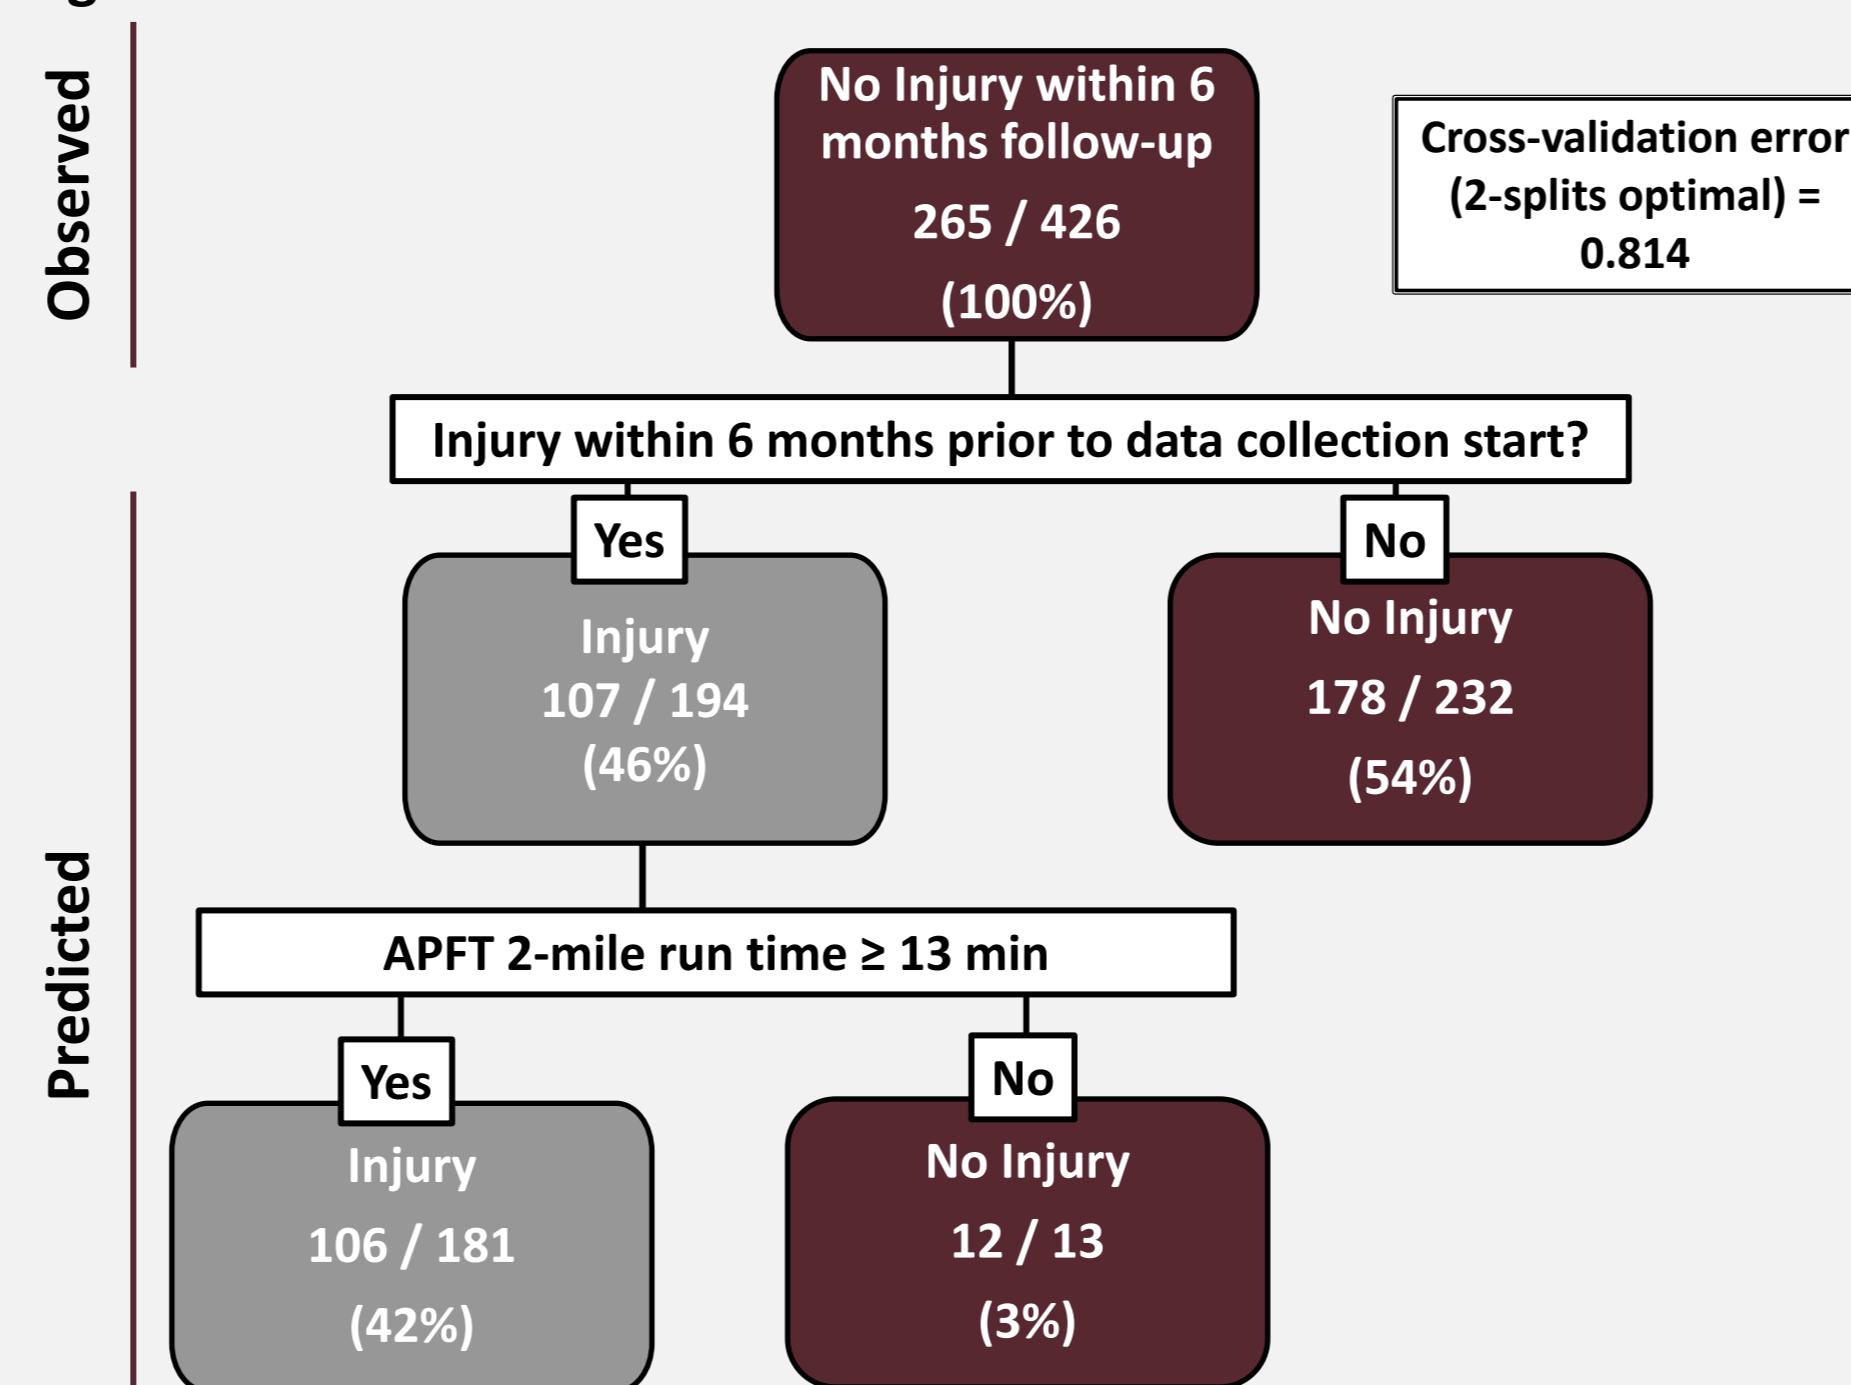 Observed
No Injury within 6
months follow-up
265 / 426
(100%)
Cross-validation error
(2-splits optimal) =
0.814
Injury within 6 months prior to data collection start?
Yes
No
Injury
107 / 194
(46%)
No Injury
178 / 232
(54%)
Predicted
APFT 2-mile run time ≥ 13 min
Yes
No
Injury
106 / 181
(42%)
No Injury
12 / 13
(3%)